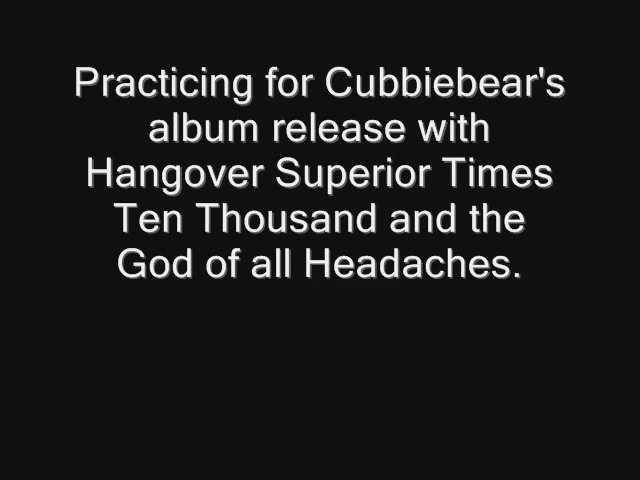 Practicing for Cubbiebear's
album release with
Hangover Superior Times
Ten Thousand and the
God of all Headaches.